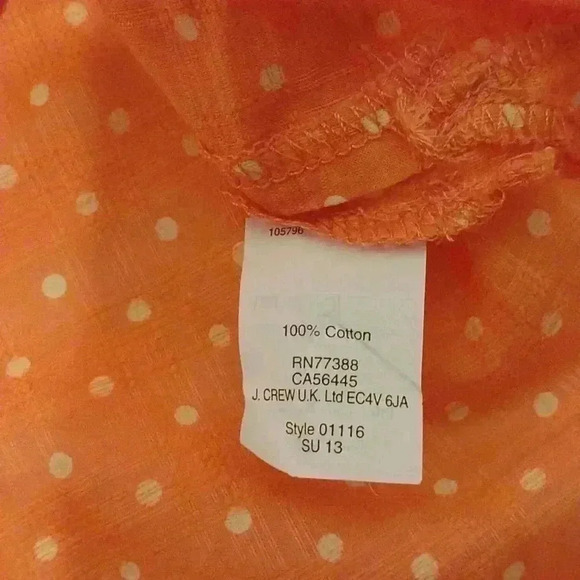 105796
100% Cotton
RN77388
CA56445
J. CREW U.K. Ltd EC4V 6JA
Style 01116
SU 13